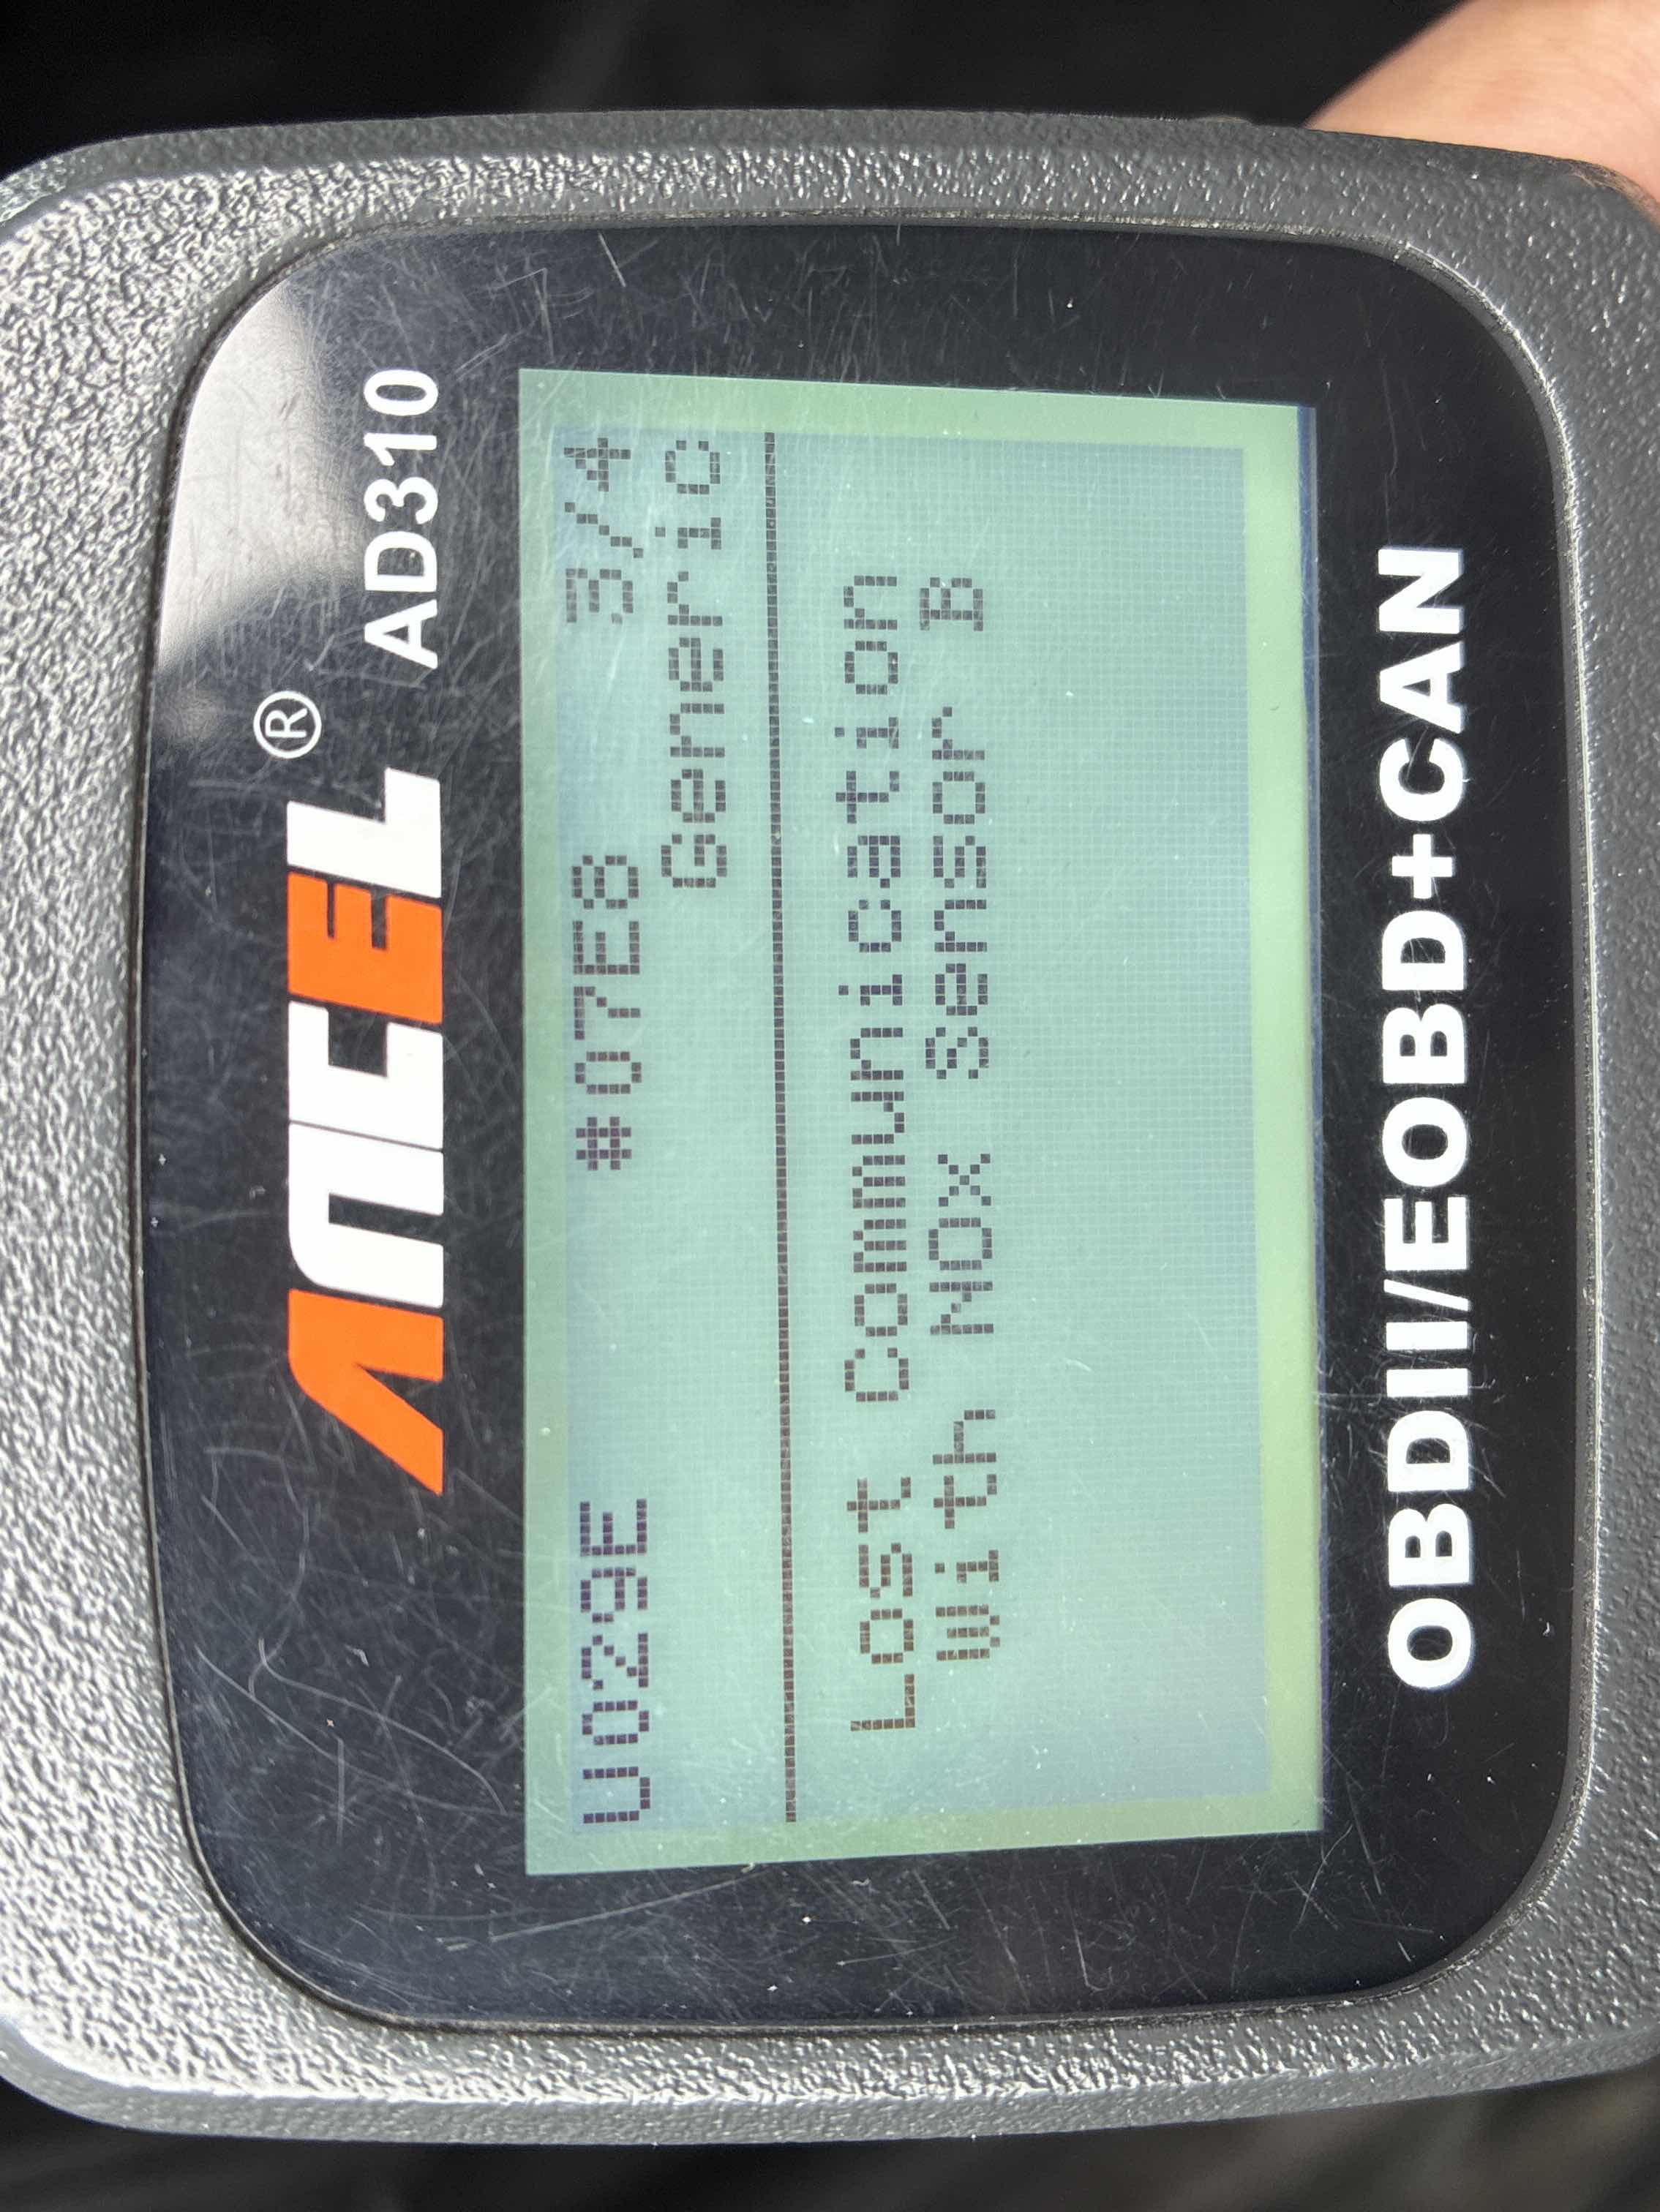 ANCEL® AD310
U029E *07E8 3/4
Generic
Lost Communication
With NOx Sensor B
OBDII/EOBD+CAN